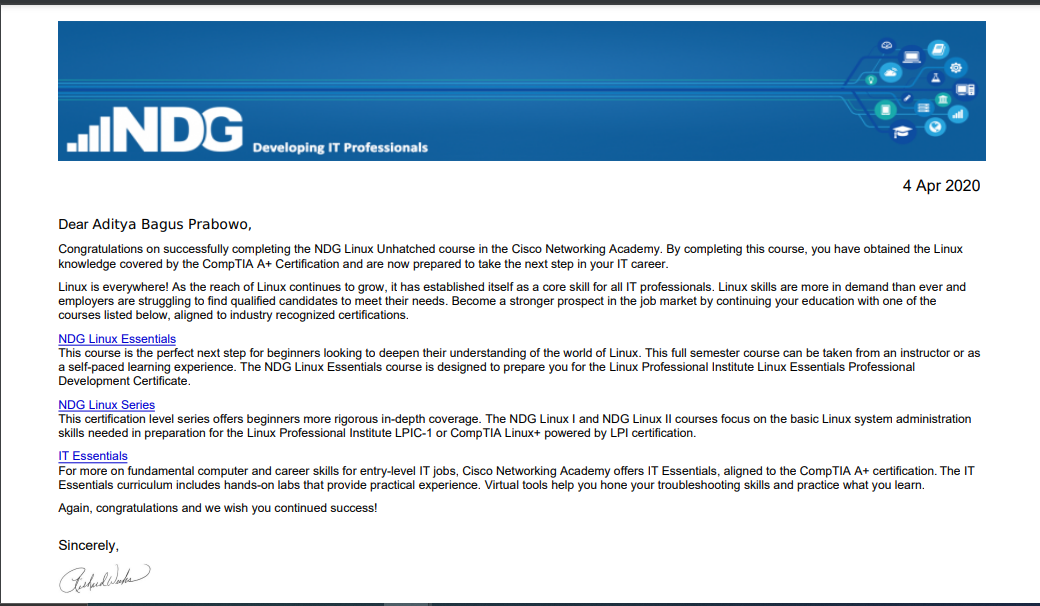 NDG Developing IT Professionals
4 Apr 2020
Dear Aditya Bagus Prabowo,
Congratulations on successfully completing the NDG Linux Unhatched course in the Cisco Networking Academy. By completing this course, you have obtained the Linux
knowledge covered by the CompTIA A+ Certification and are now prepared to take the next step in your IT career.
Linux is everywhere! As the reach of Linux continues to grow, it has established itself as a core skill for all IT professionals. Linux skills are more in demand than ever and
employers are struggling to find qualified candidates to meet their needs. Become a stronger prospect in the job market by continuing your education with one of the
courses listed below, aligned to industry recognized certifications.
NDG Linux Essentials
This course is the perfect next step for beginners looking to deepen their understanding of the world of Linux. This full semester course can be taken from an instructor or as
a self-paced learning experience. The NDG Linux Essentials course is designed to prepare you for the Linux Professional Institute Linux Essentials Professional
Development Certificate.
NDG Linux Series
This certification level series offers beginners more rigorous in-depth coverage. The NDG Linux I and NDG Linux II courses focus on the basic Linux system administration
skills needed in preparation for the Linux Professional Institute LPIC-1 or CompTIA Linux+ powered by LPI certification.
IT Essentials
For more on fundamental computer and career skills for entry-level IT jobs, Cisco Networking Academy offers IT Essentials, aligned to the CompTIA A+ certification. The IT
Essentials curriculum includes hands-on labs that provide practical experience. Virtual tools help you hone your troubleshooting skills and practice what you learn.
Again, congratulations and we wish you continued success!
Sincerely,